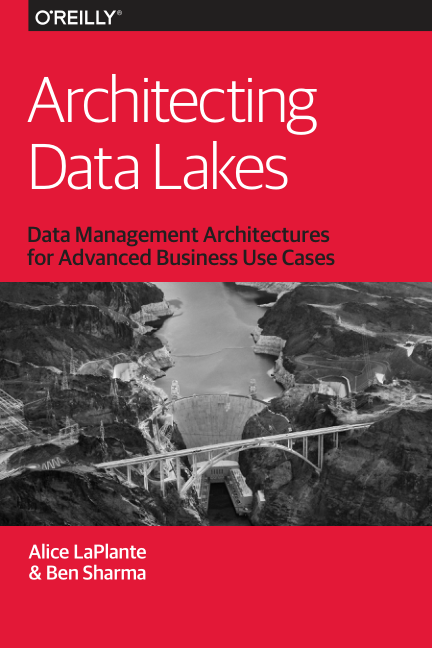 O'REILLY®
Architecting
Data Lakes
Data Management Architectures
for Advanced Business Use Cases
Alice LaPlante
& Ben Sharma